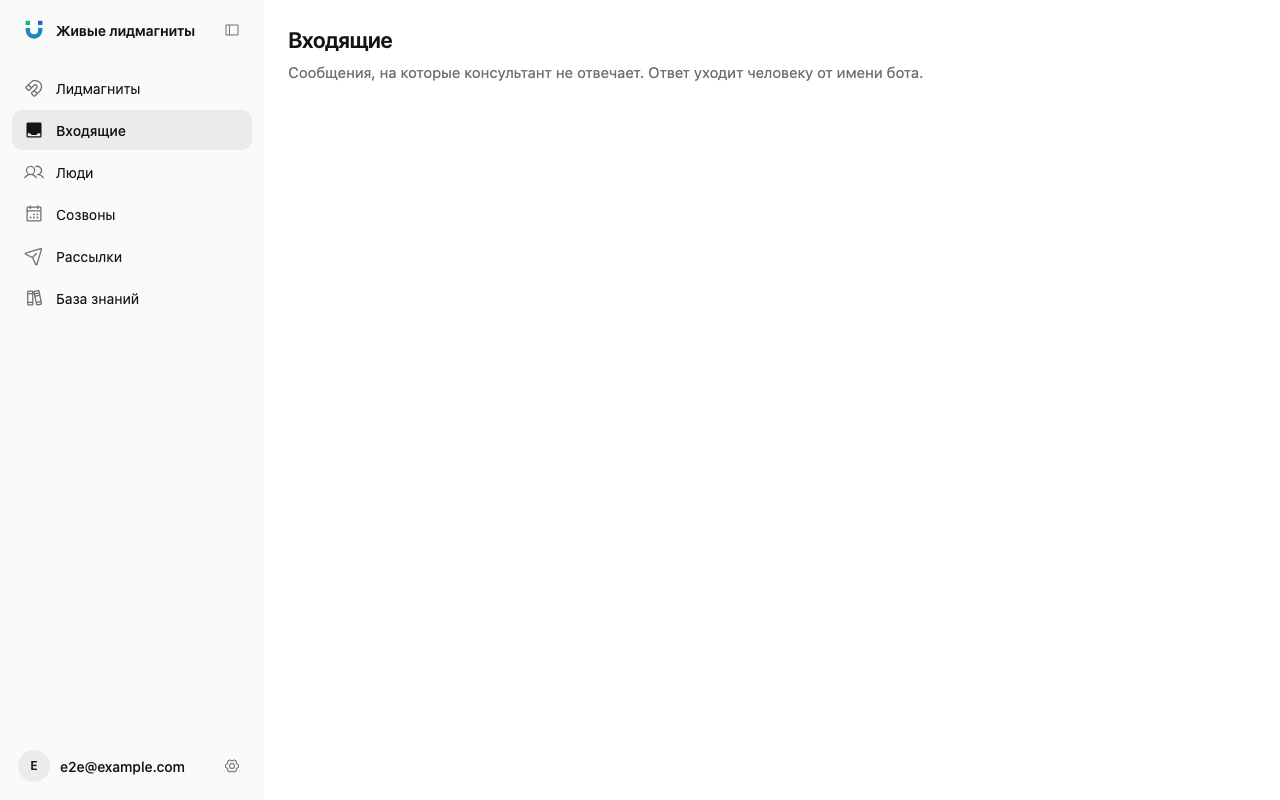 Живые лидмагниты
Лидмагниты
Входящие
Люди
Созвоны
Рассылки
База знаний
E
e2e@example.com
Входящие
Сообщения, на которые консультант не отвечает. Ответ уходит человеку от имени бота.